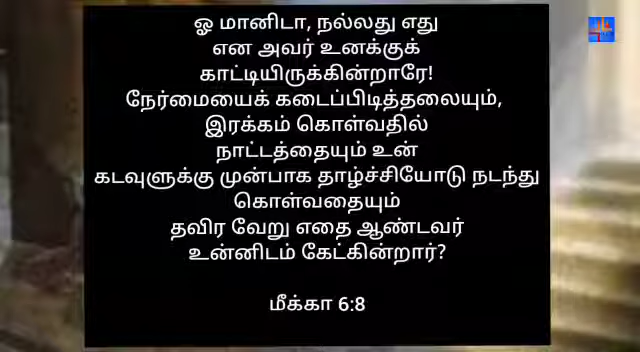 ஓ மானிடா, நல்லது எது
என அவர் உனக்குக்
காட்டியிருக்கின்றாரே!
நேர்மையைக் கடைப்பிடித்தலையும்,
இரக்கம் கொள்வதில்
நாட்டத்தையும் உன்
கடவுளுக்கு முன்பாக தாழ்ச்சியோடு நடந்து
கொள்வதையும்
தவிர வேறு எதை ஆண்டவர்
உன்னிடம் கேட்கின்றார்?
மீக்கா 6:8